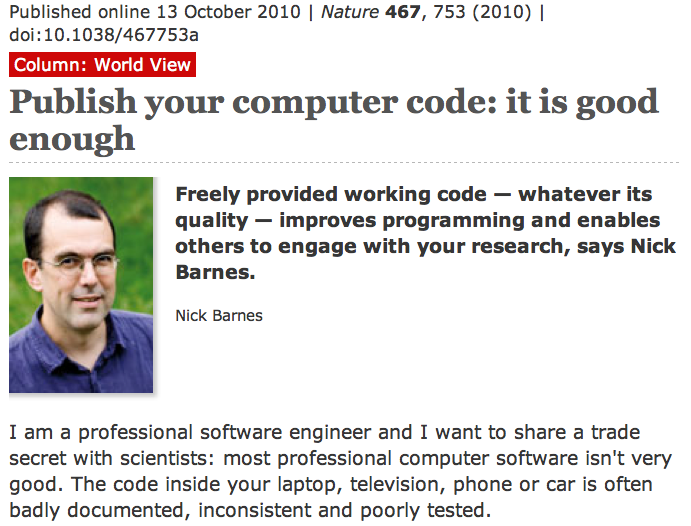 Published online 13 October 2010 | Nature 467, 753 (2010) |
doi:10.1038/467753a
Column: World View
Publish your computer code: it is good
enough
Freely provided working code — whatever its
quality — improves programming and enables
others to engage with your research, says Nick
Barnes.
Nick Barnes
I am a professional software engineer and I want to share a trade
secret with scientists: most professional computer software isn't very
good. The code inside your laptop, television, phone or car is often
badly documented, inconsistent and poorly tested.